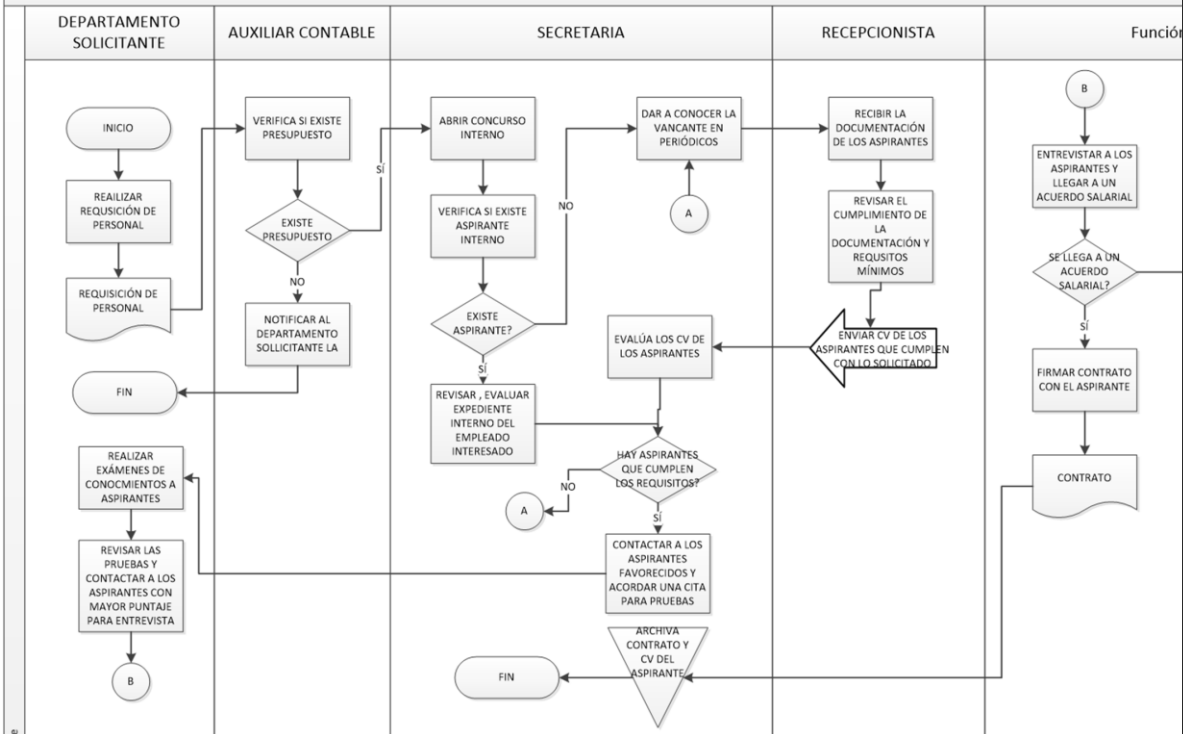 DEPARTAMENTO
SOLICITANTE
AUXILIAR CONTABLE
SECRETARIA
RECEPCIONISTA
Función
INICIO
REAILIZAR
REQUSICIÓN DE
PERSONAL
REQUISICIÓN DE
PERSONAL
FIN
REALIZAR
EXÁMENES DE
CONOCMIENTOS A
ASPIRANTES
REVISAR LAS
PRUEBAS Y
CONTACTAR A LOS
ASPIRANTES CON
MAYOR PUNTAJE
PARA ENTREVISTA
B
VERIFICA SI EXISTE
PRESUPUESTO
EXISTE
PRESUPUESTO
SÍ
NO
NOTIFICAR AL
DEPARTAMENTO
SOLLICITANTE LA
ABRIR CONCURSO
INTERNO
VERIFICA SI EXISTE
ASPIRANTE
INTERNO
EXISTE
ASPIRANTE?
NO
SÍ
REVISAR , EVALUAR
EXPEDIENTE
INTERNO DEL
EMPLEADO
INTERESADO
DAR A CONOCER LA
VANCANTE EN
PERIÓDICOS
A
EVALÚA LOS CV DE
LOS ASPIRANTES
HAY ASPIRANTES
QUE CUMPLEN
LOS REQUISITOS?
NO
A
SÍ
CONTACTAR A LOS
ASPIRANTES
FAVORECIDOS Y
ACORDAR UNA CITA
PARA PRUEBAS
ARCHIVA
CONTRATO Y
CV DEL
ASPIRANTE
FIN
RECIBIR LA
DOCUMENTACIÓN
DE LOS ASPIRANTES
REVISAR EL
CUMPLIMIENTO DE
LA
DOCUMENTACIÓN Y
REQUSITOS
MÍNIMOS
ENVIAR CV DE LOS
ASPIRANTES QUE CUMPLEN
CON LO SOLICITADO
B
ENTREVISTAR A LOS
ASPIRANTES Y
LLEGAR A UN
ACUERDO SALARIAL
SE LLEGA A UN
ACUERDO
SALARIAL?
SÍ
FIRMAR CONTRATO
CON EL ASPIRANTE
CONTRATO